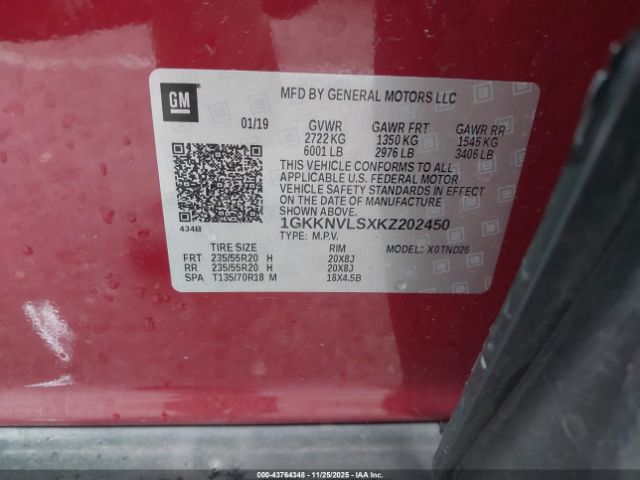 GM
MFD BY GENERAL MOTORS LLC
01/19 GVWR GAWR FRT GAWR RR
2722 KG 1350 KG 1545 KG
6001 LB 2976 LB 3406 LB
THIS VEHICLE CONFORMS TO ALL
APPLICABLE U.S. FEDERAL MOTOR
VEHICLE SAFETY STANDARDS IN EFFECT
ON THE DATE OF MANUFACTURE
SHOWN ABOVE.
434B 1GKKNVLSXKZ202450
TYPE: M.P.V. MODEL: X0TND26
TIRE SIZE RIM
FRT 235/55R20 H 20X8J
RR 235/55R20 H 20X8J
SPA T135/70R18 M 18X4.5B
Stock #: 43764348 - 11/25/2025 - IAA Inc.